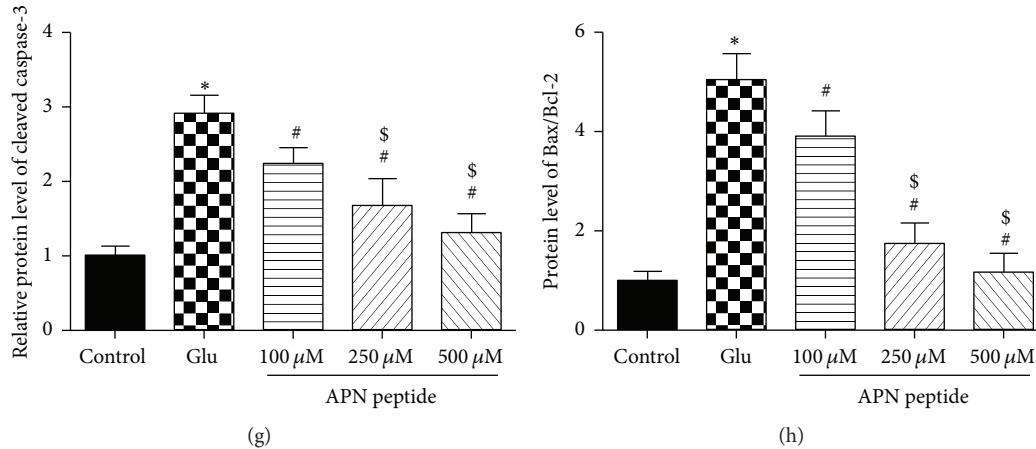 Relative protein level of cleaved caspase-3
4
3
2
1
0
*
#
$
#
$
#
Control
Glu
100 μM
250 μM
500 μM
APN peptide
(g)
Protein level of Bax/Bcl-2
6
4
2
0
*
#
$
#
$
#
Control
Glu
100 μM
250 μM
500 μM
APN peptide
(h)